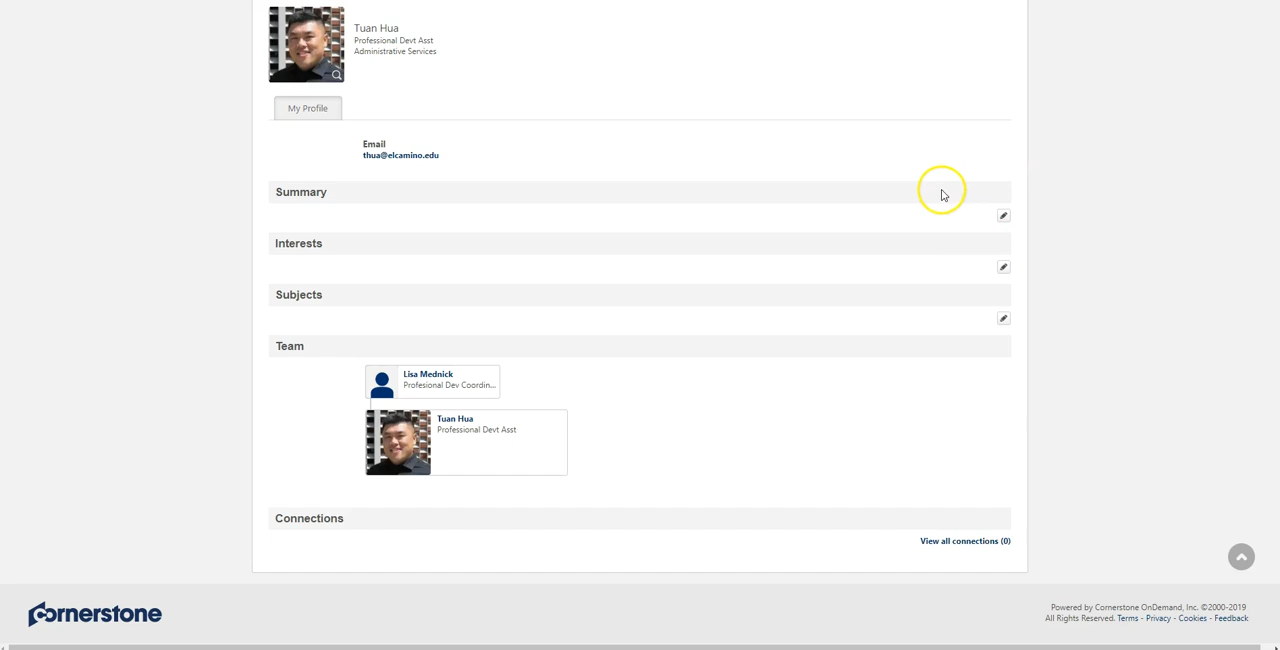 Tuan Hua
Professional Devt Asst
Administrative Services
My Profile
Email
thua@elcamino.edu
Summary
Interests
Subjects
Team
Lisa Mednick
Profesional Dev Coordin...
Tuan Hua
Professional Devt Asst
Connections
View all connections (0)
Cornerstone
Powered by Cornerstone OnDemand, Inc. ©2000-2019
All Rights Reserved. Terms - Privacy - Cookies - Feedback